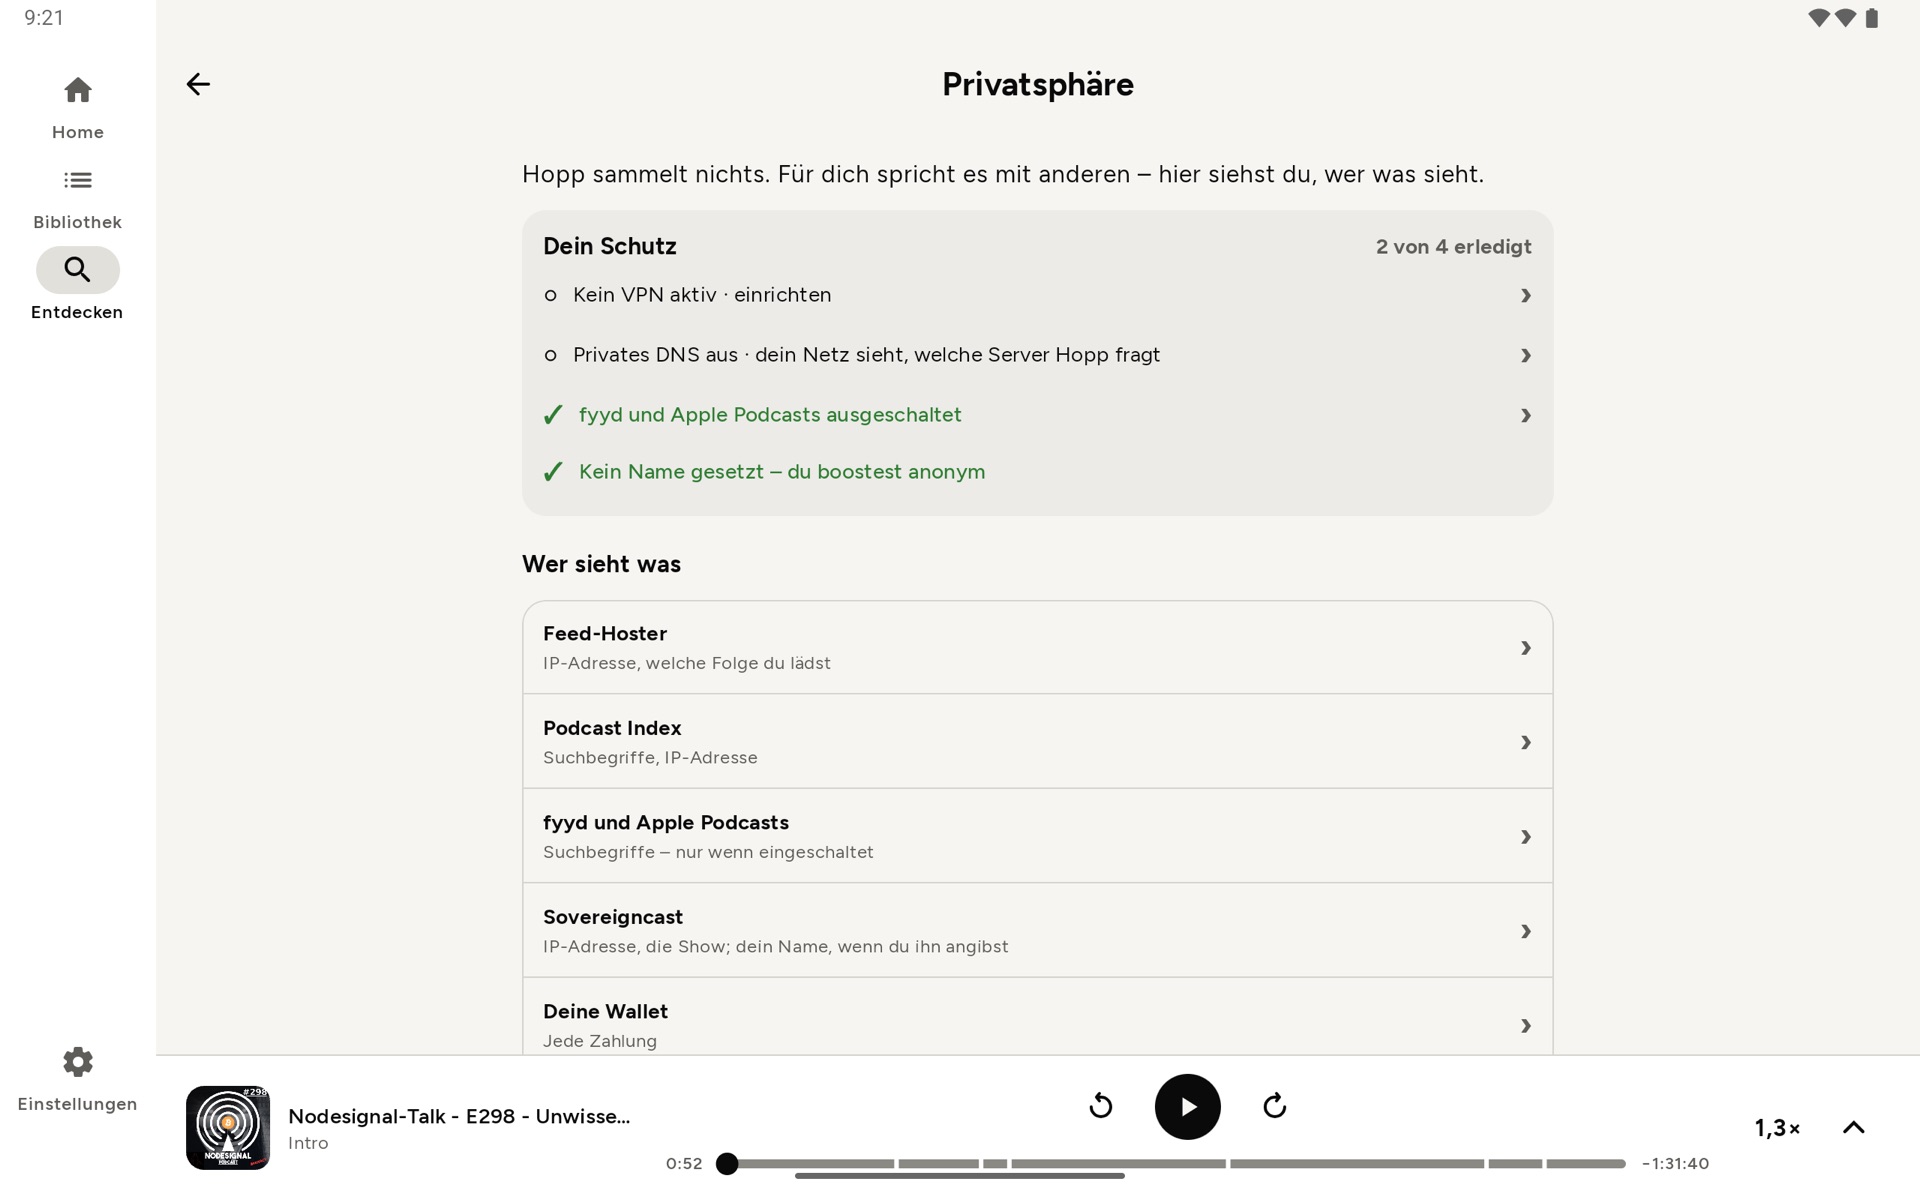 9:21
Home
Bibliothek
Entdecken
Einstellungen
Privatsphäre
Hopp sammelt nichts. Für dich spricht es mit anderen – hier siehst du, wer was sieht.
Dein Schutz
2 von 4 erledigt
Kein VPN aktiv · einrichten
Privates DNS aus · dein Netz sieht, welche Server Hopp fragt
✓ fyyd und Apple Podcasts ausgeschaltet
✓ Kein Name gesetzt – du boostest anonym
Wer sieht was
Feed-Hoster
IP-Adresse, welche Folge du lädst
Podcast Index
Suchbegriffe, IP-Adresse
fyyd und Apple Podcasts
Suchbegriffe – nur wenn eingeschaltet
Sovereigncast
IP-Adresse, die Show; dein Name, wenn du ihn angibst
Deine Wallet
Jede Zahlung
#298
NODESIGNAL
PODCAST
Nodesignal-Talk - E298 - Unwisse...
Intro
0:52
-1:31:40
1,3×